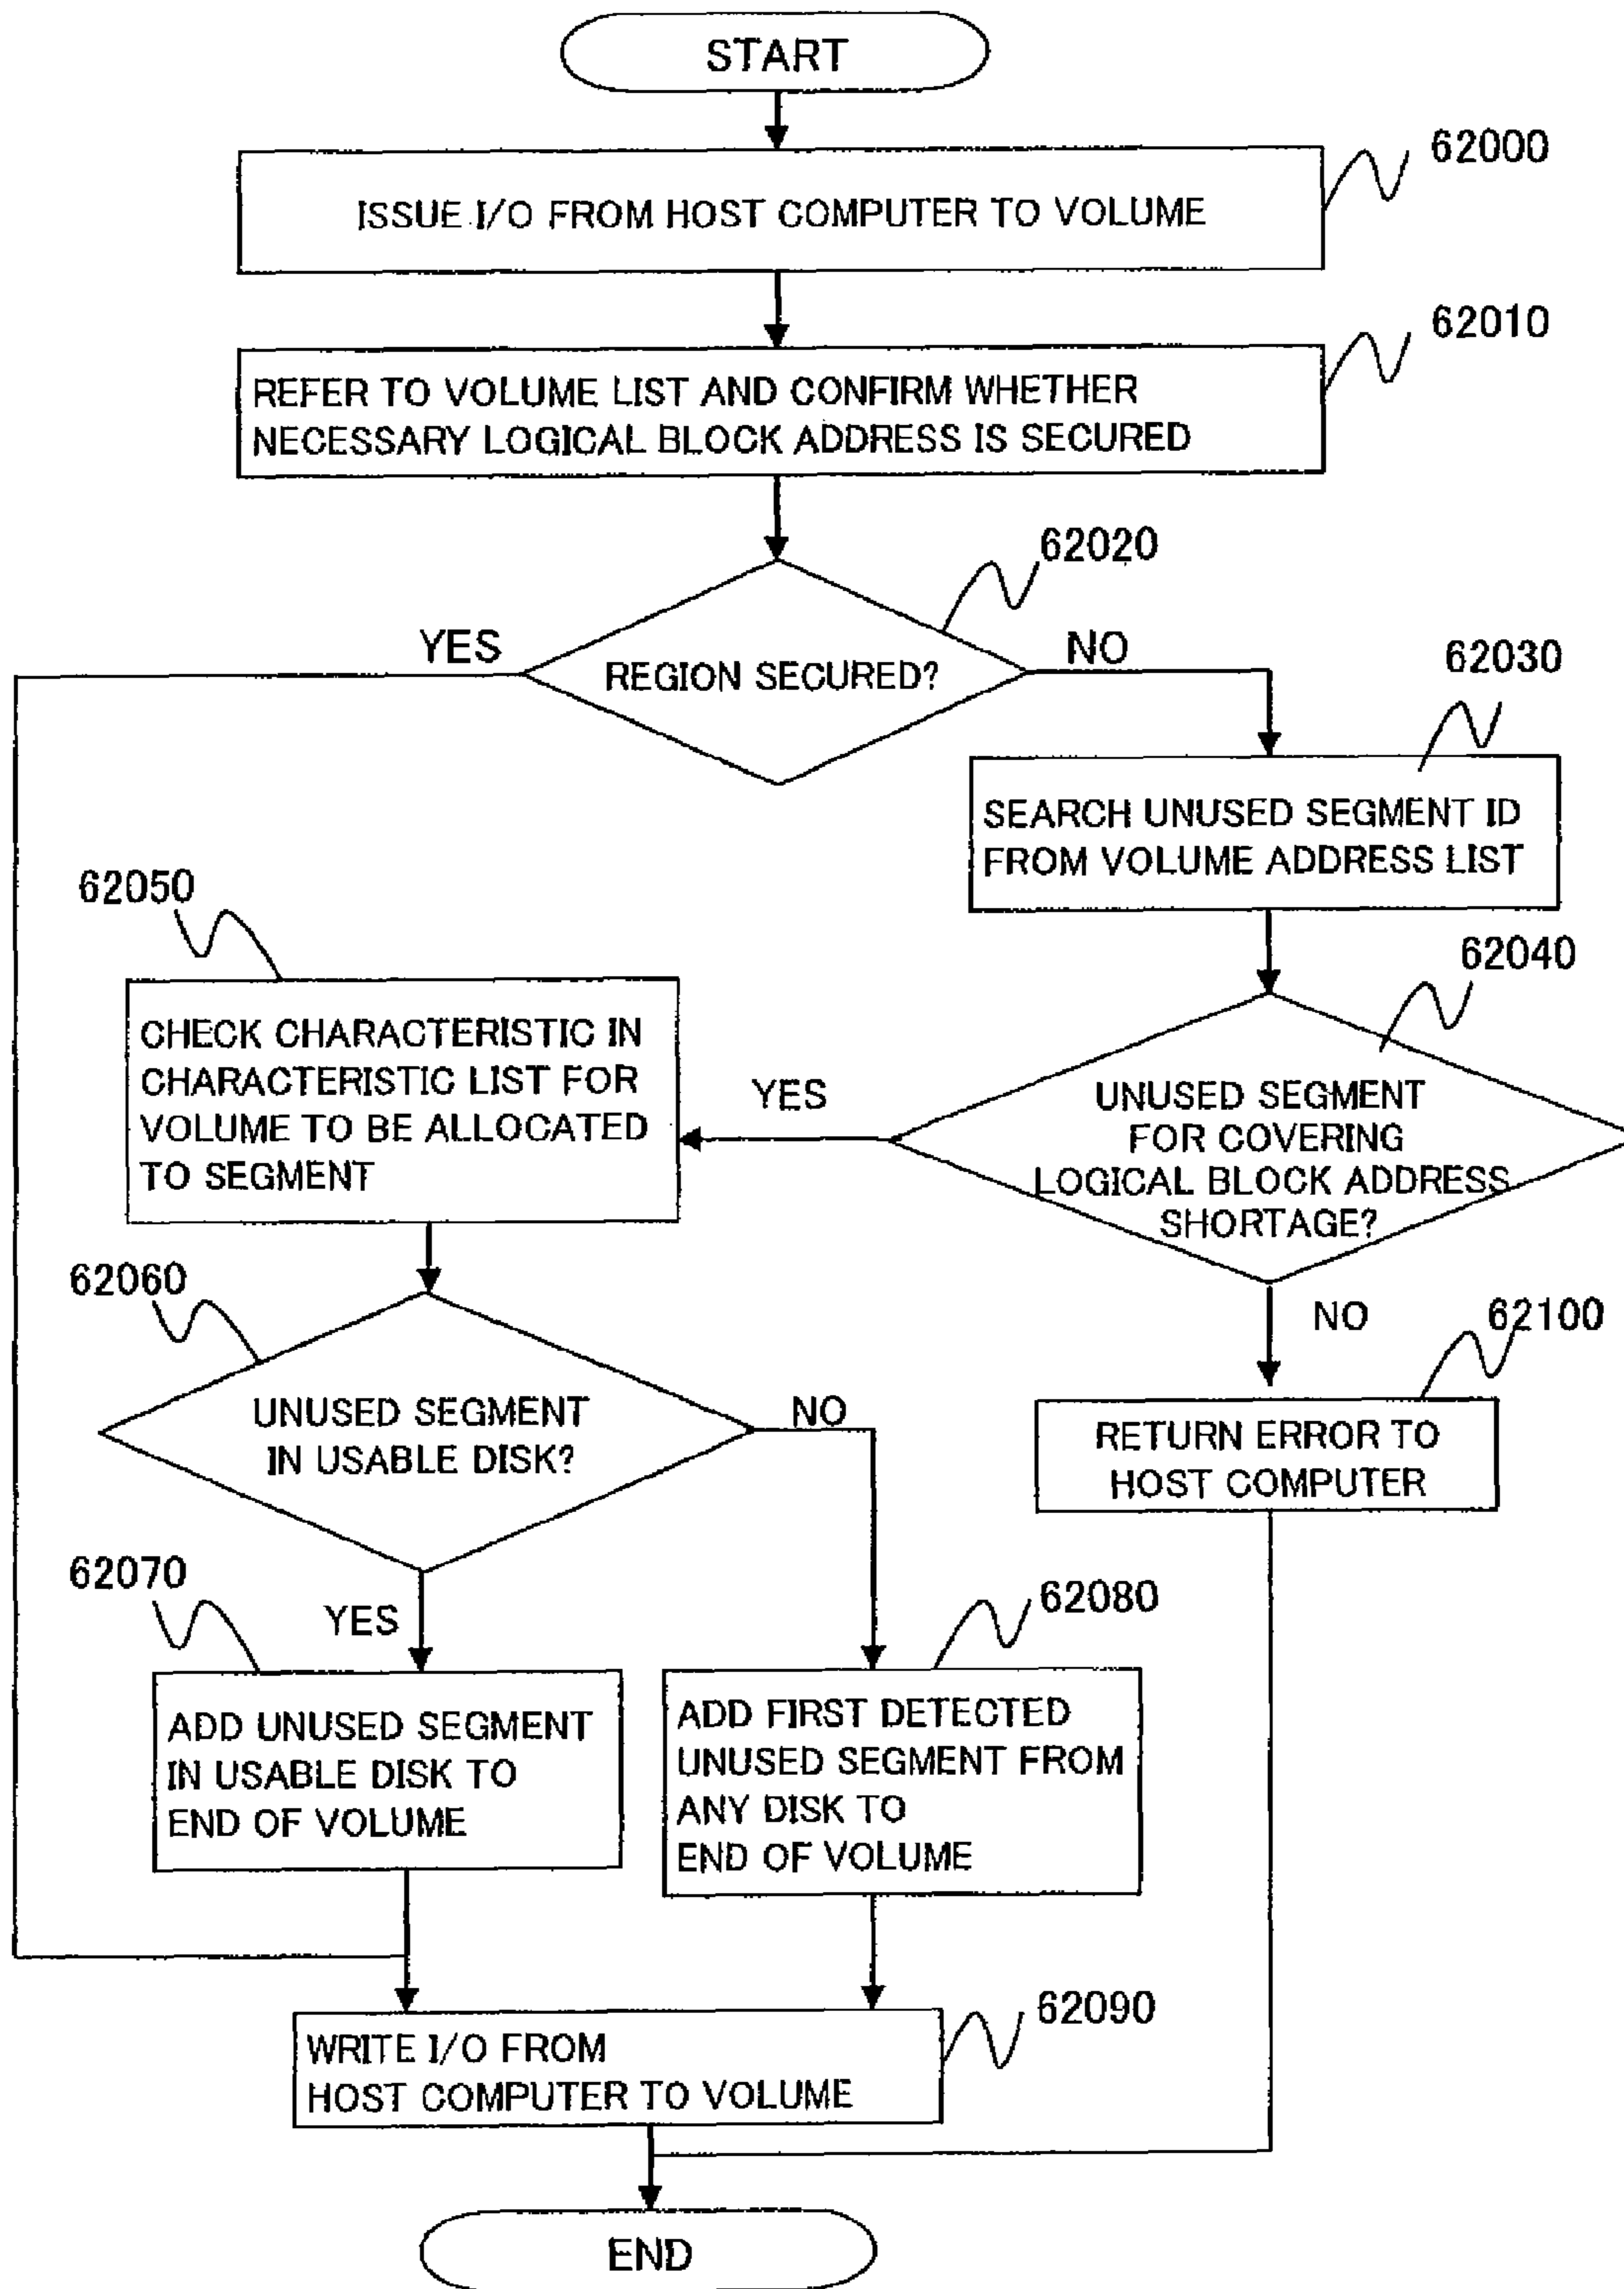 START
62000
ISSUE I/O FROM HOST COMPUTER TO VOLUME
62010
REFER TO VOLUME LIST AND CONFIRM WHETHER
NECESSARY LOGICAL BLOCK ADDRESS IS SECURED
62020
YES
REGION SECURED?
NO
62030
SEARCH UNUSED SEGMENT ID
FROM VOLUME ADDRESS LIST
62050
62040
CHECK CHARACTERISTIC IN
CHARACTERISTIC LIST FOR
VOLUME TO BE ALLOCATED
TO SEGMENT
YES
UNUSED SEGMENT
FOR COVERING
LOGICAL BLOCK ADDRESS
SHORTAGE?
62060
NO
62100
UNUSED SEGMENT
IN USABLE DISK?
NO
RETURN ERROR TO
HOST COMPUTER
62070
YES
62080
ADD UNUSED SEGMENT
IN USABLE DISK TO
END OF VOLUME
ADD FIRST DETECTED
UNUSED SEGMENT FROM
ANY DISK TO
END OF VOLUME
62090
WRITE I/O FROM
HOST COMPUTER TO VOLUME
END